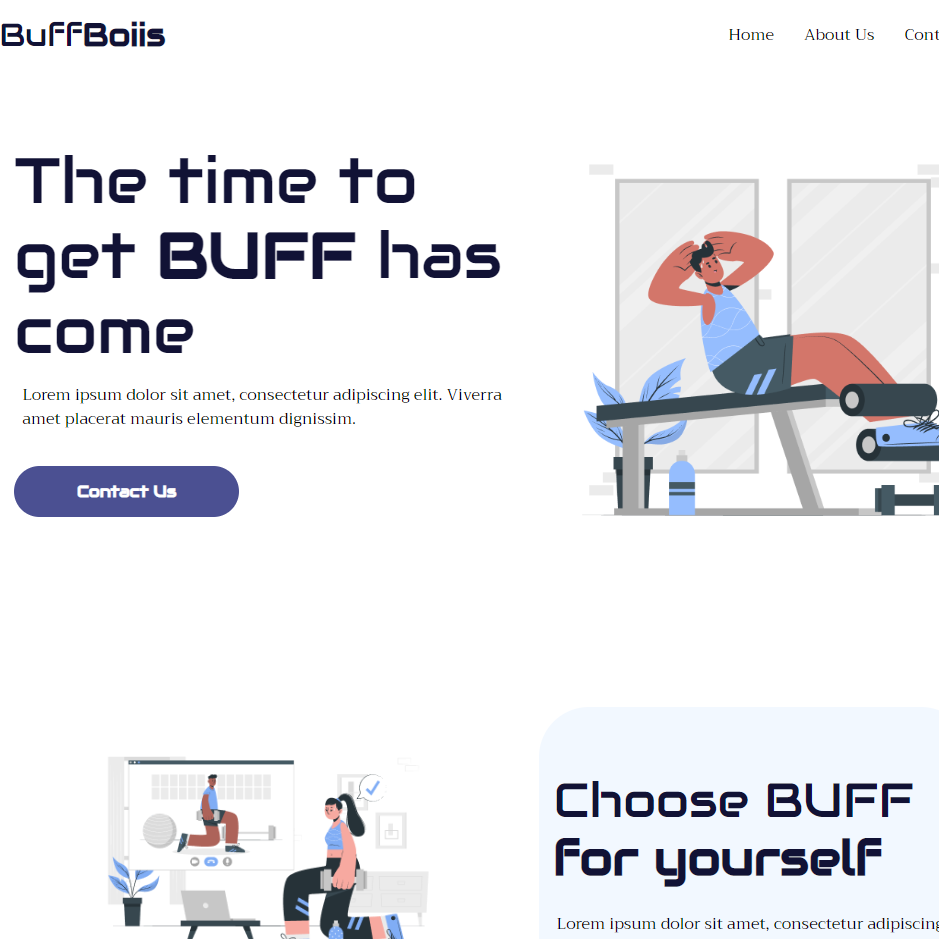 BuffBoiis
Home About Us Cont
The time to
get BUFF has
come
Lorem ipsum dolor sit amet, consectetur adipiscing elit. Viverra
amet placerat mauris elementum dignissim.
Contact Us
Choose BUFF
for yourself
Lorem ipsum dolor sit amet, consectetur adipiscing